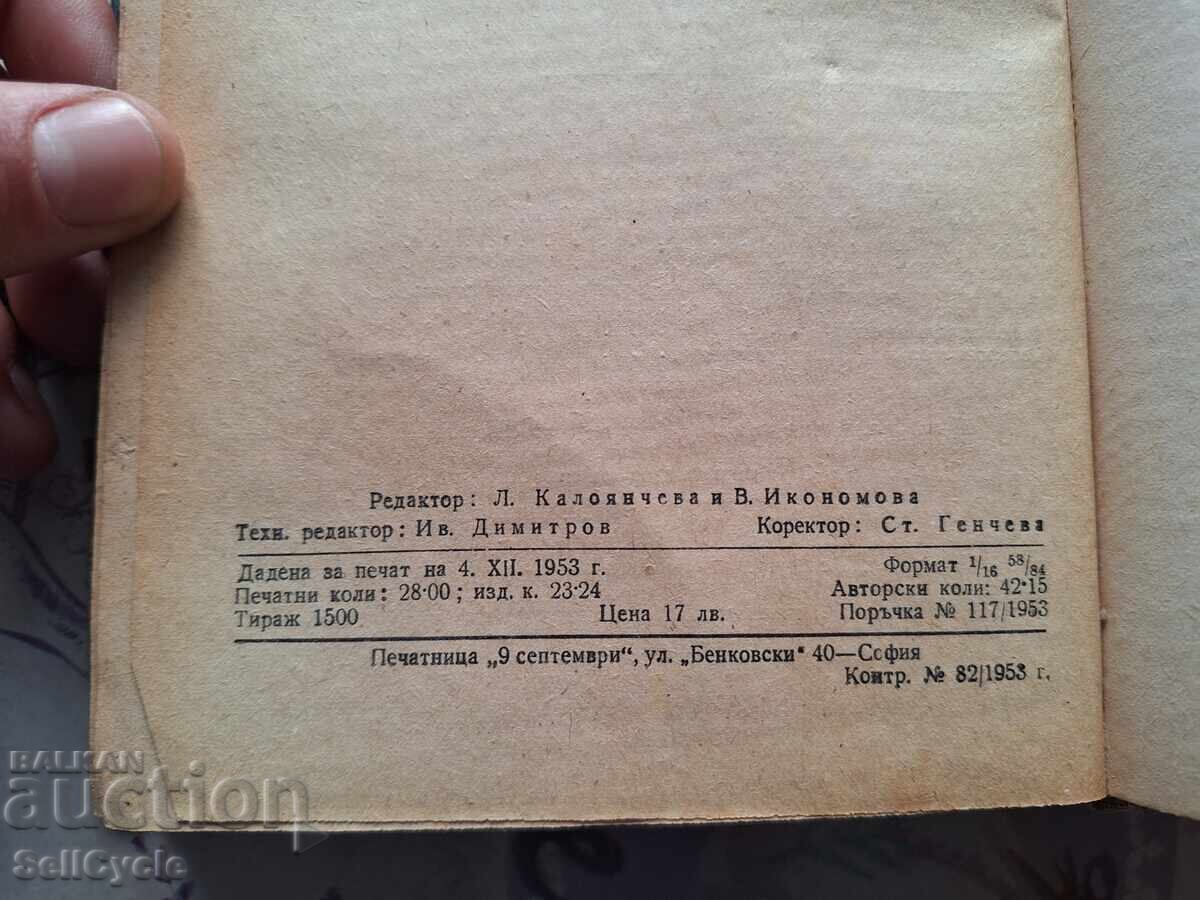 Редактор: Л. Калоянчева и В. Икономова
Техн. редактор: Ив. Димитров Коректор: Ст. Генчева
Дадена за печат на 4. XII. 1953 г. Формат 1/16 58/84
Печатни коли: 28·00; изд. к. 23·24 Авторски коли: 42·15
Тираж 1500 Цена 17 лв. Поръчка № 117/1953
Печатница „9 септември“, ул. „Бенковски“ 40—София
Контр. № 82/1953 г.
BALKAN
auction
SellCycle